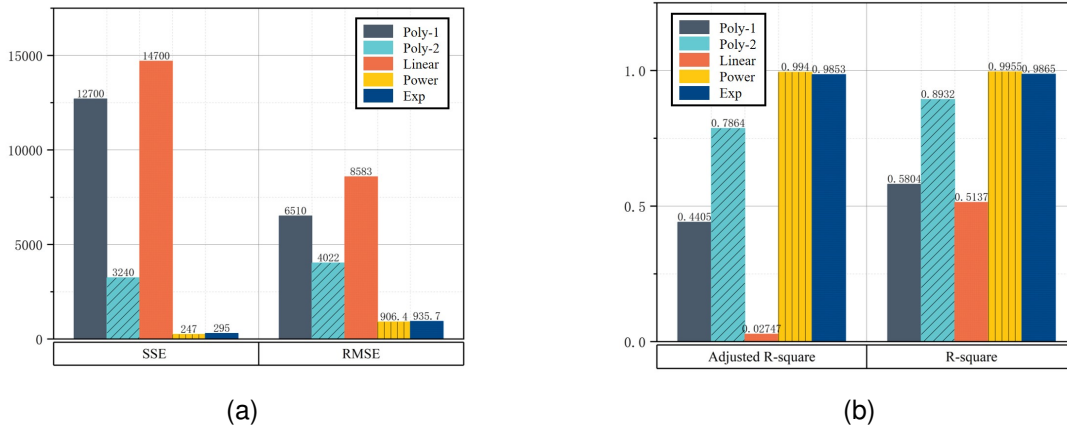 15000
10000
5000
0
12700
3240
14700
247
295
6510
4022
8583
906.4
935.7
Poly-1
Poly-2
Linear
Power
Exp
SSE
RMSE
(a)
1.0
0.5
0.0
0.4405
0.7864
0.02747
0.994
0.9853
0.5804
0.8932
0.5137
0.9955
0.9865
Poly-1
Poly-2
Linear
Power
Exp
Adjusted R-square
R-square
(b)